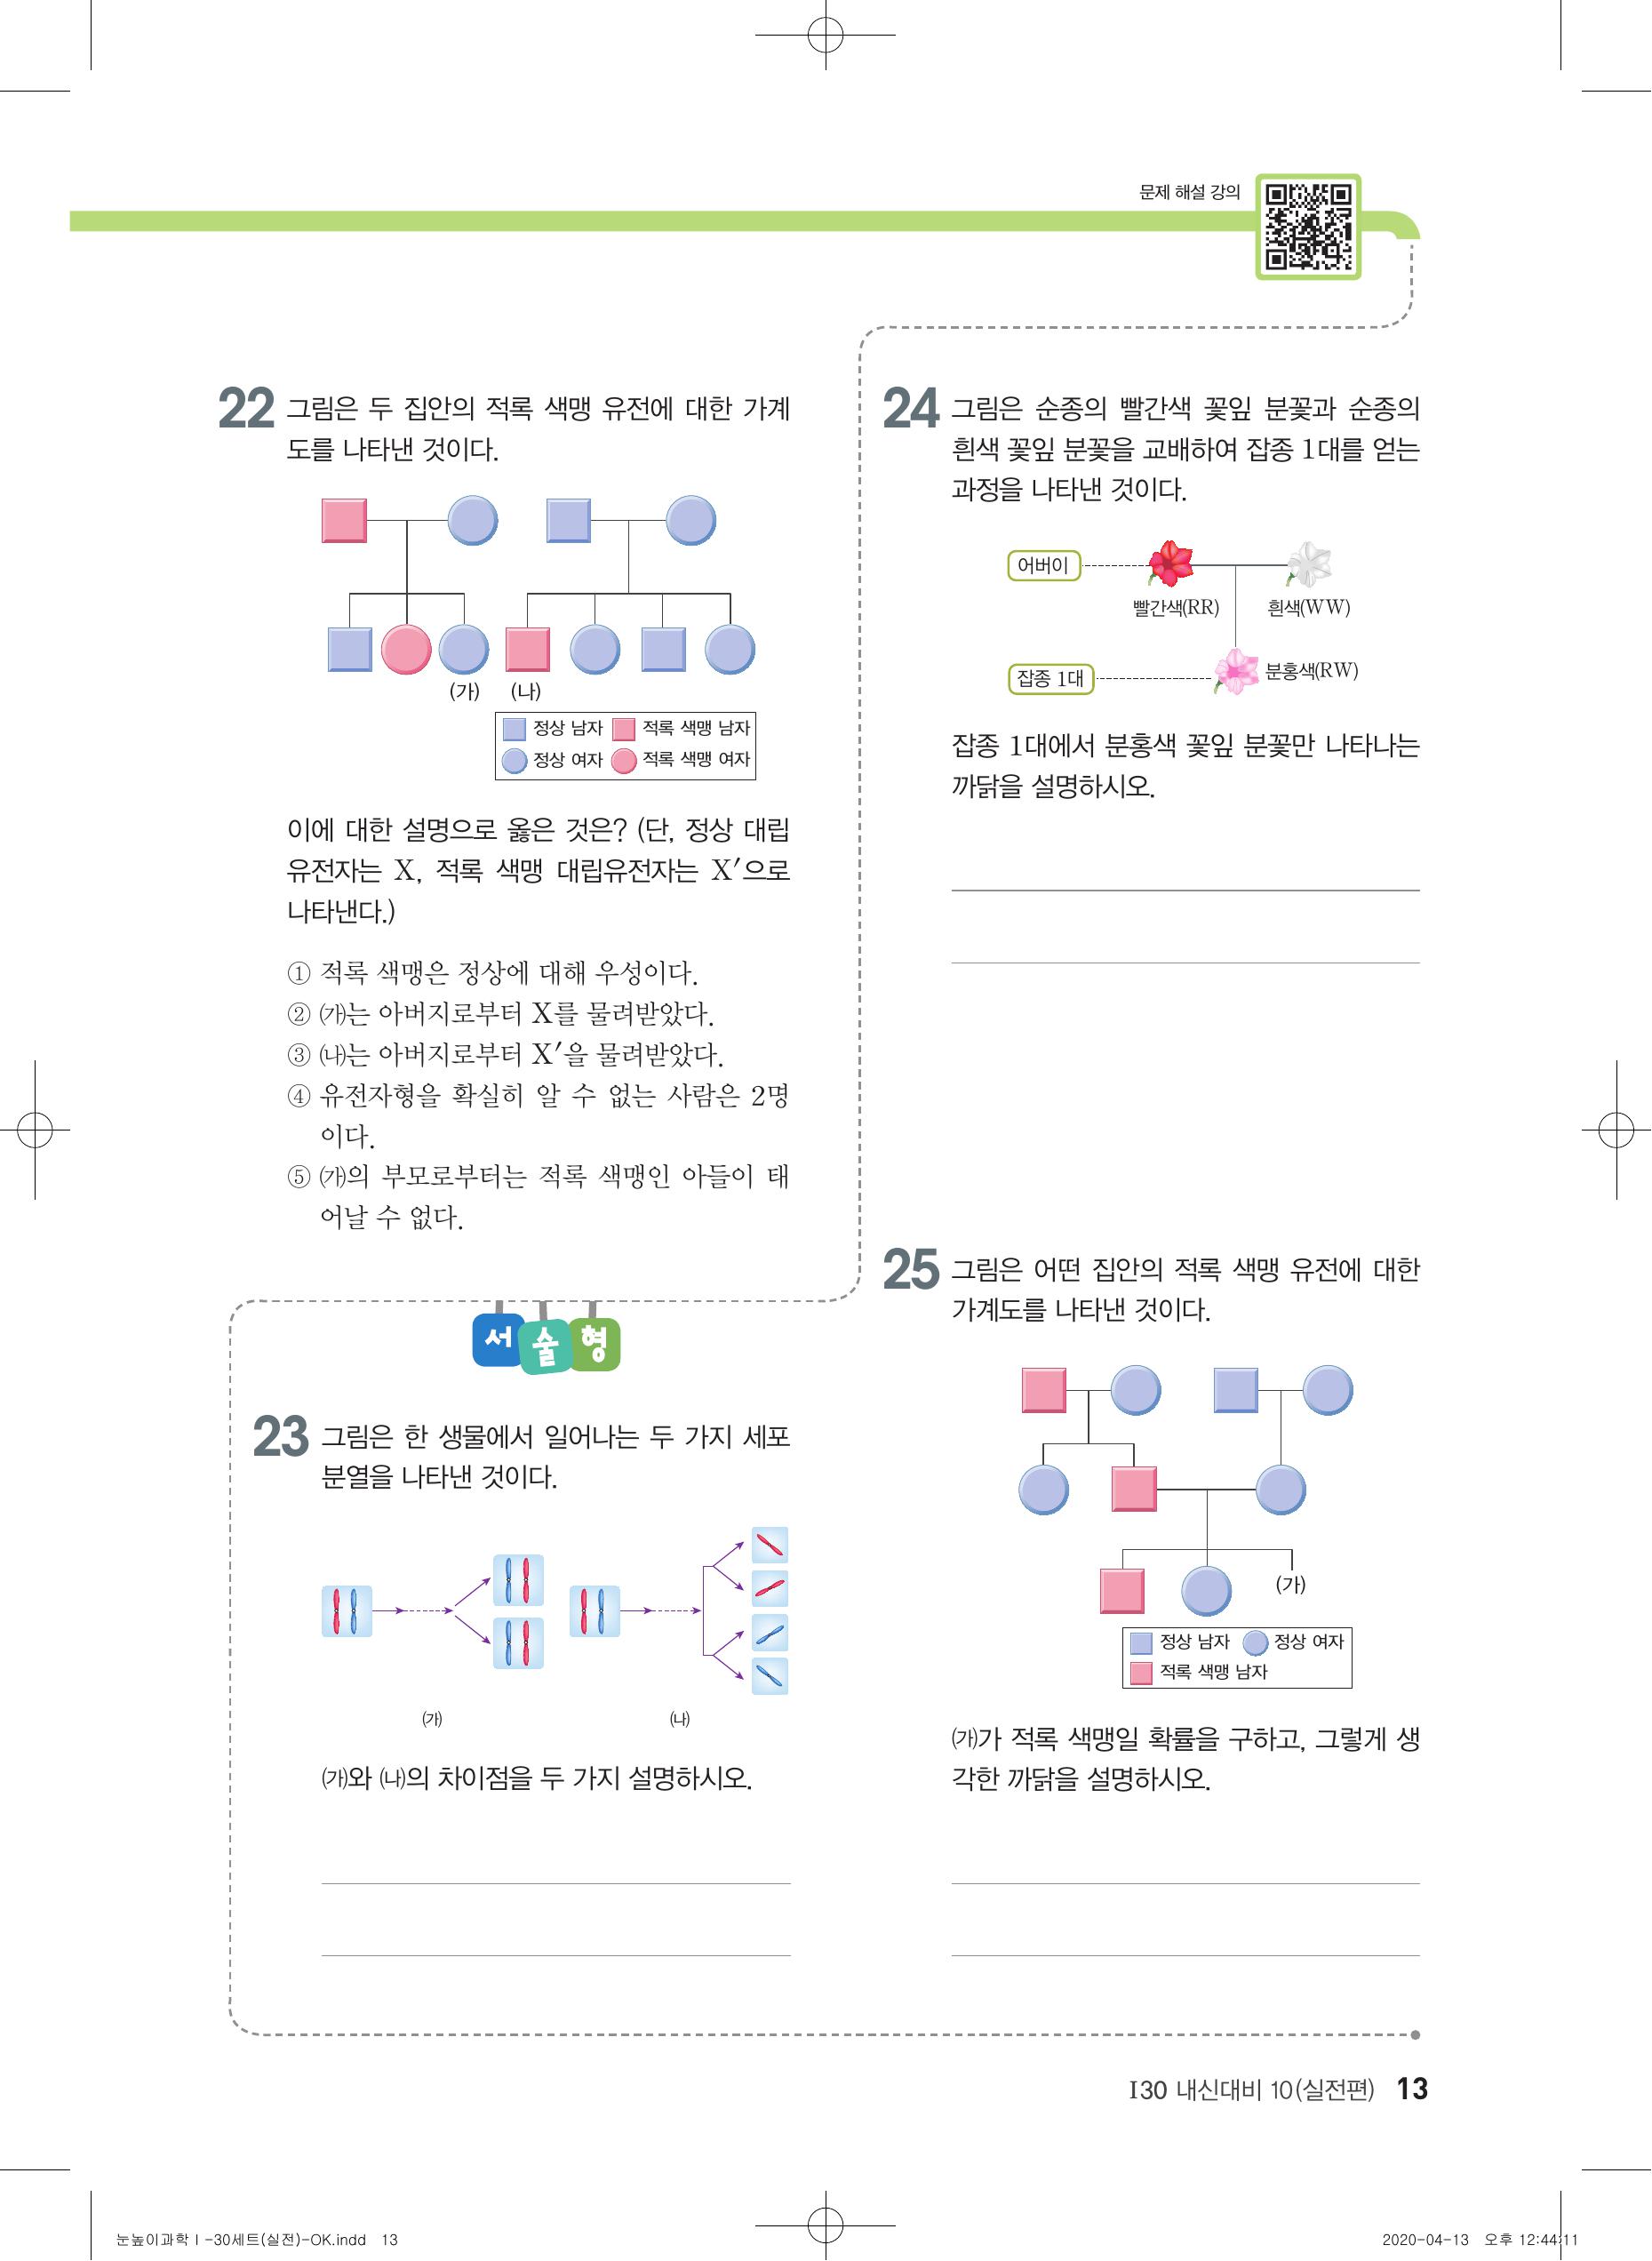 문제 해설 강의
22 그림은 두 집안의 적록 색맹 유전에 대한 가계
도를 나타낸 것이다.
(가) (나)
정상 남자 적록 색맹 남자
정상 여자 적록 색맹 여자
이에 대한 설명으로 옳은 것은? (단, 정상 대립
유전자는 X, 적록 색맹 대립유전자는 X′으로
나타낸다.)
① 적록 색맹은 정상에 대해 우성이다.
② ㈎는 아버지로부터 X를 물려받았다.
③ ㈏는 아버지로부터 X′을 물려받았다.
④ 유전자형을 확실히 알 수 없는 사람은 2명
이다.
⑤ ㈎의 부모로부터는 적록 색맹인 아들이 태
어날 수 없다.
서술형
23 그림은 한 생물에서 일어나는 두 가지 세포
분열을 나타낸 것이다.
㈎ ㈏
㈎와 ㈏의 차이점을 두 가지 설명하시오.
24 그림은 순종의 빨간색 꽃잎 분꽃과 순종의
흰색 꽃잎 분꽃을 교배하여 잡종 1대를 얻는
과정을 나타낸 것이다.
어버이
빨간색(RR) 흰색(WW)
잡종 1대 분홍색(RW)
잡종 1대에서 분홍색 꽃잎 분꽃만 나타나는
까닭을 설명하시오.
25 그림은 어떤 집안의 적록 색맹 유전에 대한
가계도를 나타낸 것이다.
(가)
정상 남자 정상 여자
적록 색맹 남자
㈎가 적록 색맹일 확률을 구하고, 그렇게 생
각한 까닭을 설명하시오.
I30 내신대비 10(실전편) 13
눈높이과학Ⅰ-30세트(실전)-OK.indd 13
2020-04-13 오후 12:44:11